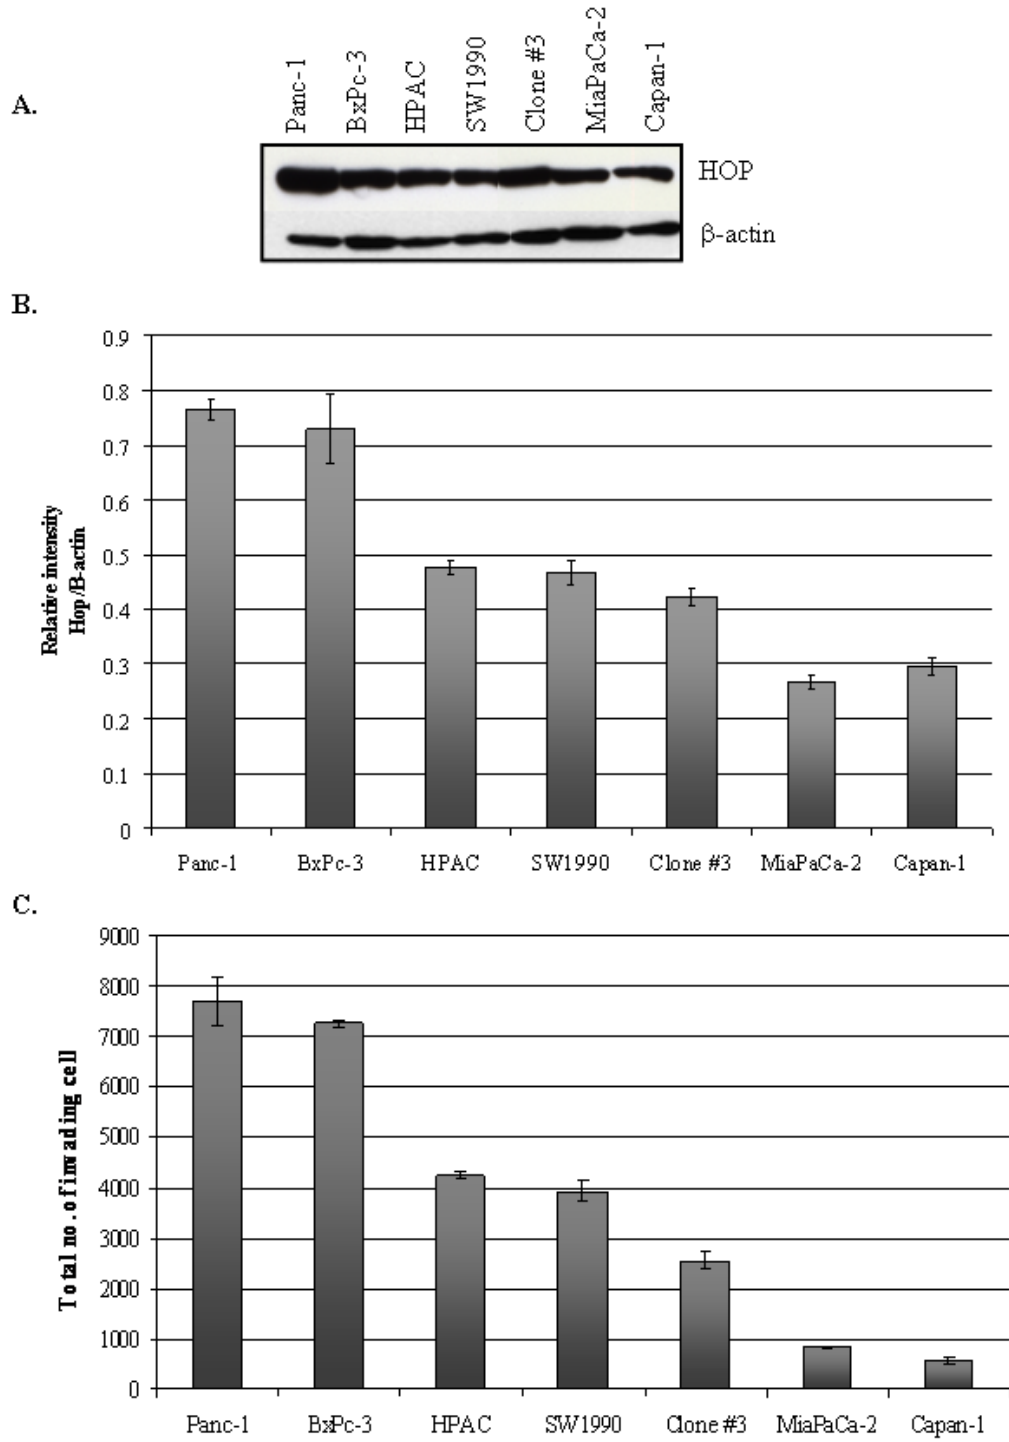 A.
Panc-1
BxPc-3
HPAC
SW1990
Clone #3
MiaPaCa-2
Capan-1
HOP
β-actin
B.
Relative intensity
Hop/B-actin
0.9
0.8
0.7
0.6
0.5
0.4
0.3
0.2
0.1
0
Panc-1 BxPc-3 HPAC SW1990 Clone #3 MiaPaCa-2 Capan-1
C.
Total no. of invading cell
9000
8000
7000
6000
5000
4000
3000
2000
1000
0
Panc-1 BxPc-3 HPAC SW1990 Clone #3 MiaPaCa-2 Capan-1